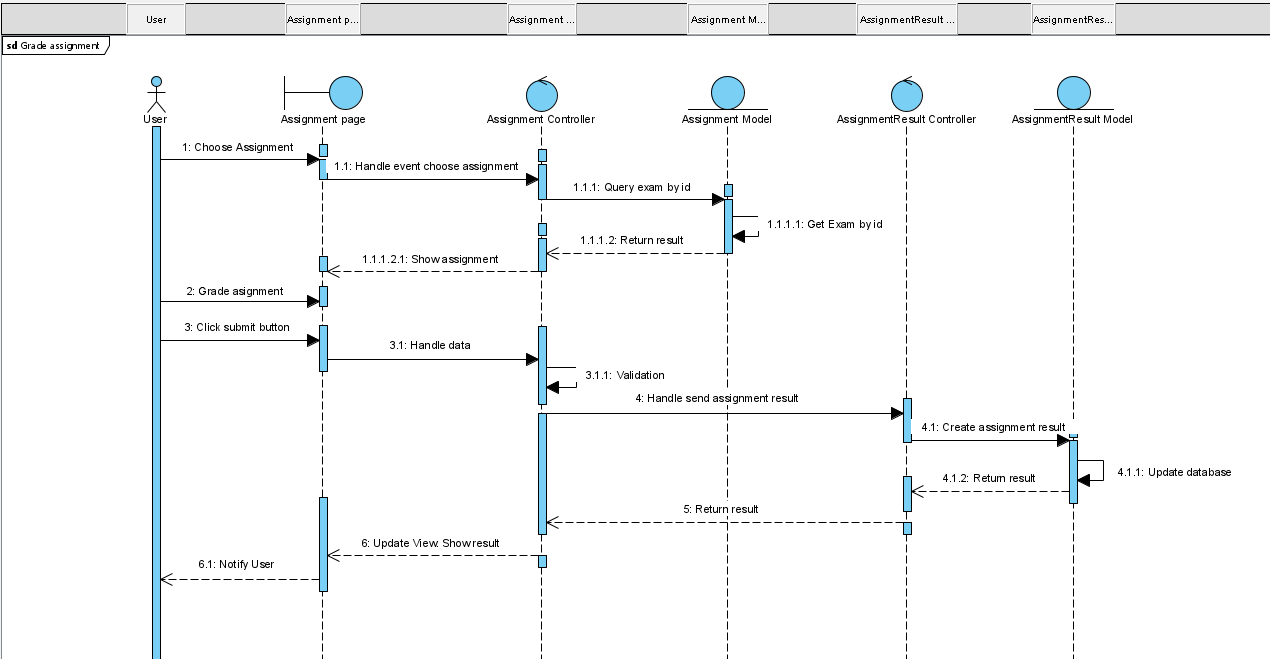 User
Assignment p...
Assignment ...
Assignment M...
AssignmentResult ...
AssignmentRes...
sd Grade assignment
User
Assignment page
Assignment Controller
Assignment Model
AssignmentResult Controller
AssignmentResult Model
1: Choose Assignment
1.1: Handle event choose assignment
1.1.1: Query exam by id
1.1.1.1: Get Exam by id
1.1.1.2: Return result
1.1.1.2.1: Show assignment
2: Grade asignment
3: Click submit button
3.1: Handle data
3.1.1: Validation
4: Handle send assignment result
4.1: Create assignment result
4.1.1: Update database
4.1.2: Return result
5: Return result
6: Update View. Show result
6.1: Notify User